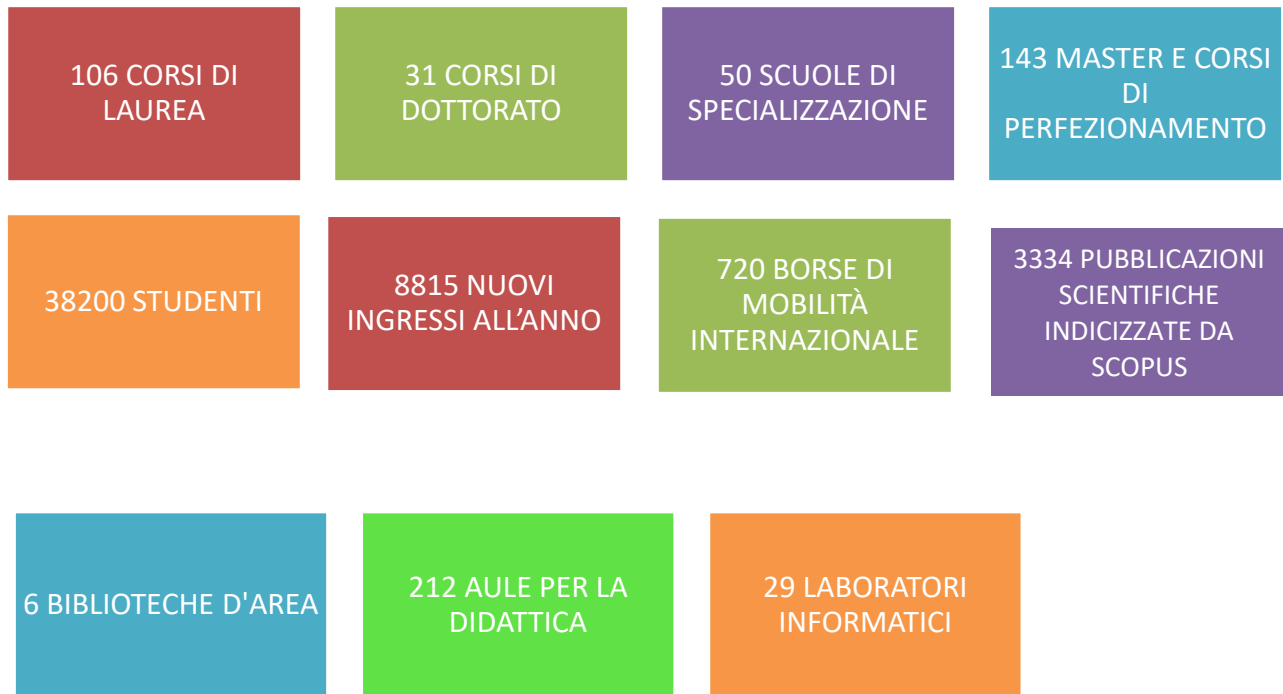 106 CORSI DI
LAUREA
31 CORSI DI
DOTTORATO
50 SCUOLE DI
SPECIALIZZAZIONE
143 MASTER E CORSI
DI
PERFEZIONAMENTO
38200 STUDENTI
8815 NUOVI
INGRESSI ALL’ANNO
720 BORSE DI
MOBILITÀ
INTERNAZIONALE
3334 PUBBLICAZIONI
SCIENTIFICHE
INDICIZZATE DA
SCOPUS
6 BIBLIOTECHE D'AREA
212 AULE PER LA
DIDATTICA
29 LABORATORI
INFORMATICI